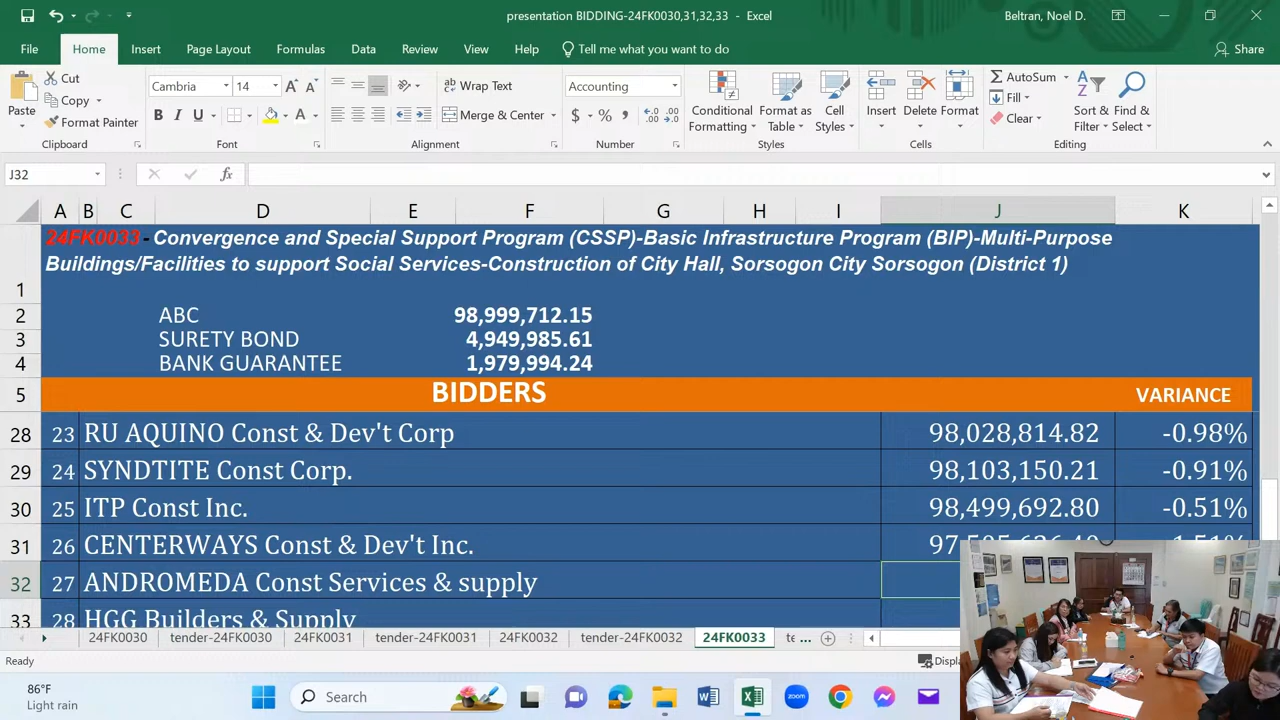 presentation BIDDING-24FK0030,31,32,33 - Excel
Beltran, Noel D.
File Home Insert Page Layout Formulas Data Review View Help Tell me what you want to do Share
Paste
Cut
Copy
Format Painter
Clipboard
Cambria 14
B I U
Font
Wrap Text
Merge & Center
Alignment
Accounting
$ % ,
Number
Conditional Formatting
Format as Table
Cell Styles
Styles
Insert
Delete
Format
Cells
AutoSum
Fill
Clear
Sort & Filter
Find & Select
Editing
J32 fx
A B C D E F G H I J K
24FK0033 - Convergence and Special Support Program (CSSP)-Basic Infrastructure Program (BIP)-Multi-Purpose
Buildings/Facilities to support Social Services-Construction of City Hall, Sorsogon City Sorsogon (District 1)
1
2 ABC 98,999,712.15
3 SURETY BOND 4,949,985.61
4 BANK GUARANTEE 1,979,994.24
5 BIDDERS VARIANCE
28 23 RU AQUINO Const & Dev't Corp 98,028,814.82 -0.98%
29 24 SYNDTITE Const Corp. 98,103,150.21 -0.91%
30 25 ITP Const Inc. 98,499,692.80 -0.51%
31 26 CENTERWAYS Const & Dev't Inc.
32 27 ANDROMEDA Const Services & supply
33 28 HGG Builders & Supply
24FK0030 tender-24FK0030 24FK0031 tender-24FK0031 24FK0032 tender-24FK0032 24FK0033 te ...
Ready
86°F
Light rain
Search
zoom